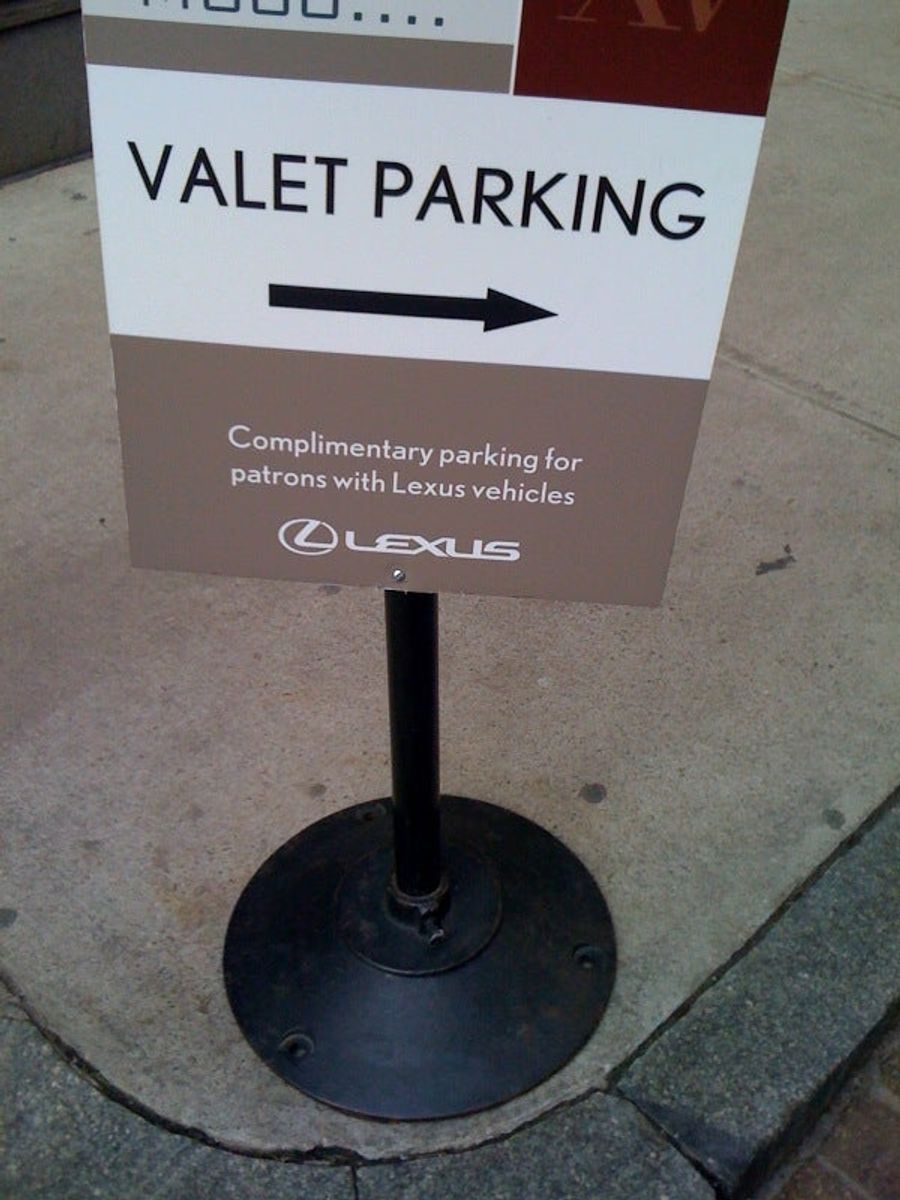 VALET PARKING
Complimentary parking for
patrons with Lexus vehicles
LEXUS